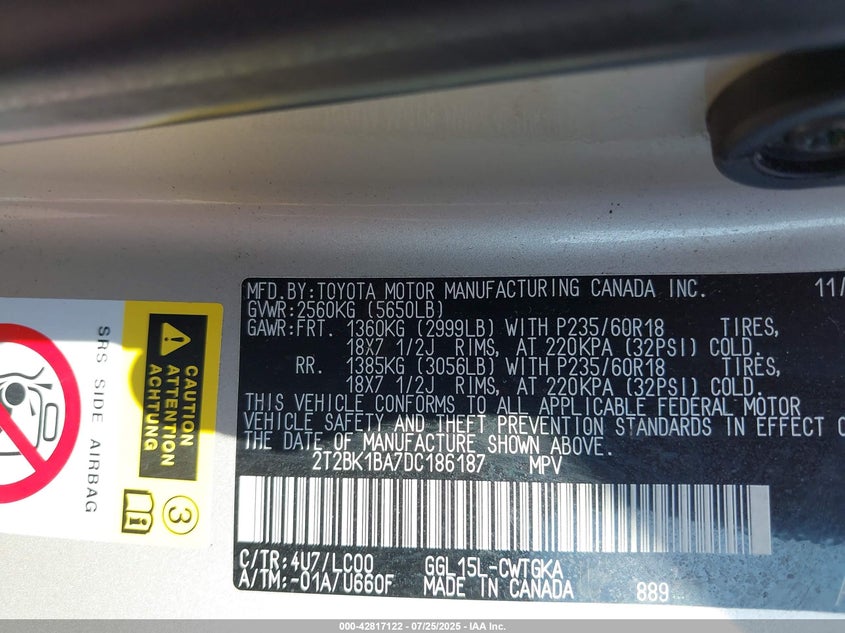 MFD.BY:TOYOTA MOTOR MANUFACTURING CANADA INC. 11/
GVWR:2560KG (5650LB)
GAWR:FRT. 1360KG (2999LB) WITH P235/60R18 TIRES,
18X7 1/2J RIMS, AT 220KPA (32PSI) COLD.
RR. 1385KG (3056LB) WITH P235/60R18 TIRES,
18X7 1/2J RIMS, AT 220KPA (32PSI) COLD.
THIS VEHICLE CONFORMS TO ALL APPLICABLE FEDERAL MOTOR
VEHICLE SAFETY AND THEFT PREVENTION STANDARDS IN EFFECT O
THE DATE OF MANUFACTURE SHOWN ABOVE.
2T2BK1BA7DC186187 MPV
C/TR:4U7/LC00 GGL15L-CWTGKA
A/TM:-01A/U660F MADE IN CANADA 889
SRS SIDE AIRBAG
CAUTION
ATTENTION
ACHTUNG
3
000-42817122 - 07/25/2025 - IAA Inc.